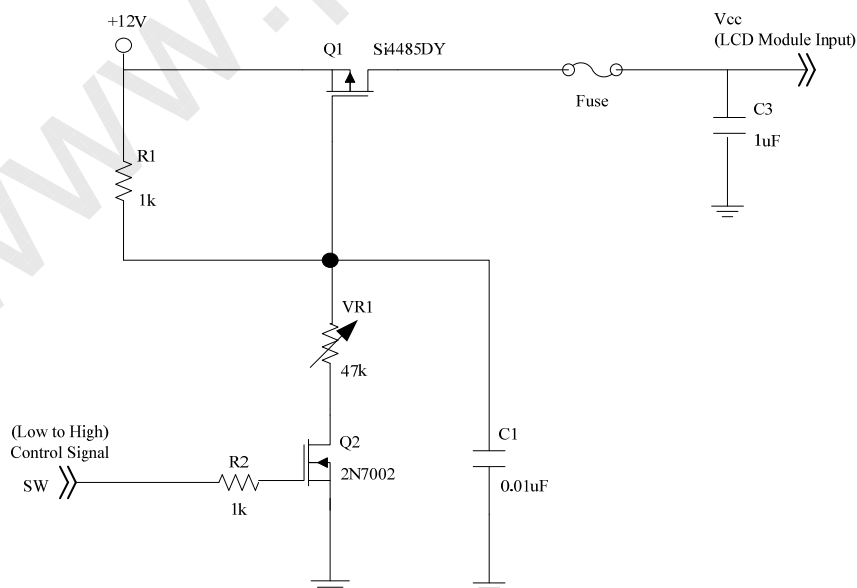 +12V
Q1
Si4485DY
Vcc
(LCD Module Input)
Fuse
C3
1uF
R1
1k
VR1
47k
(Low to High)
Control Signal
SW
R2
1k
Q2
2N7002
C1
0.01uF